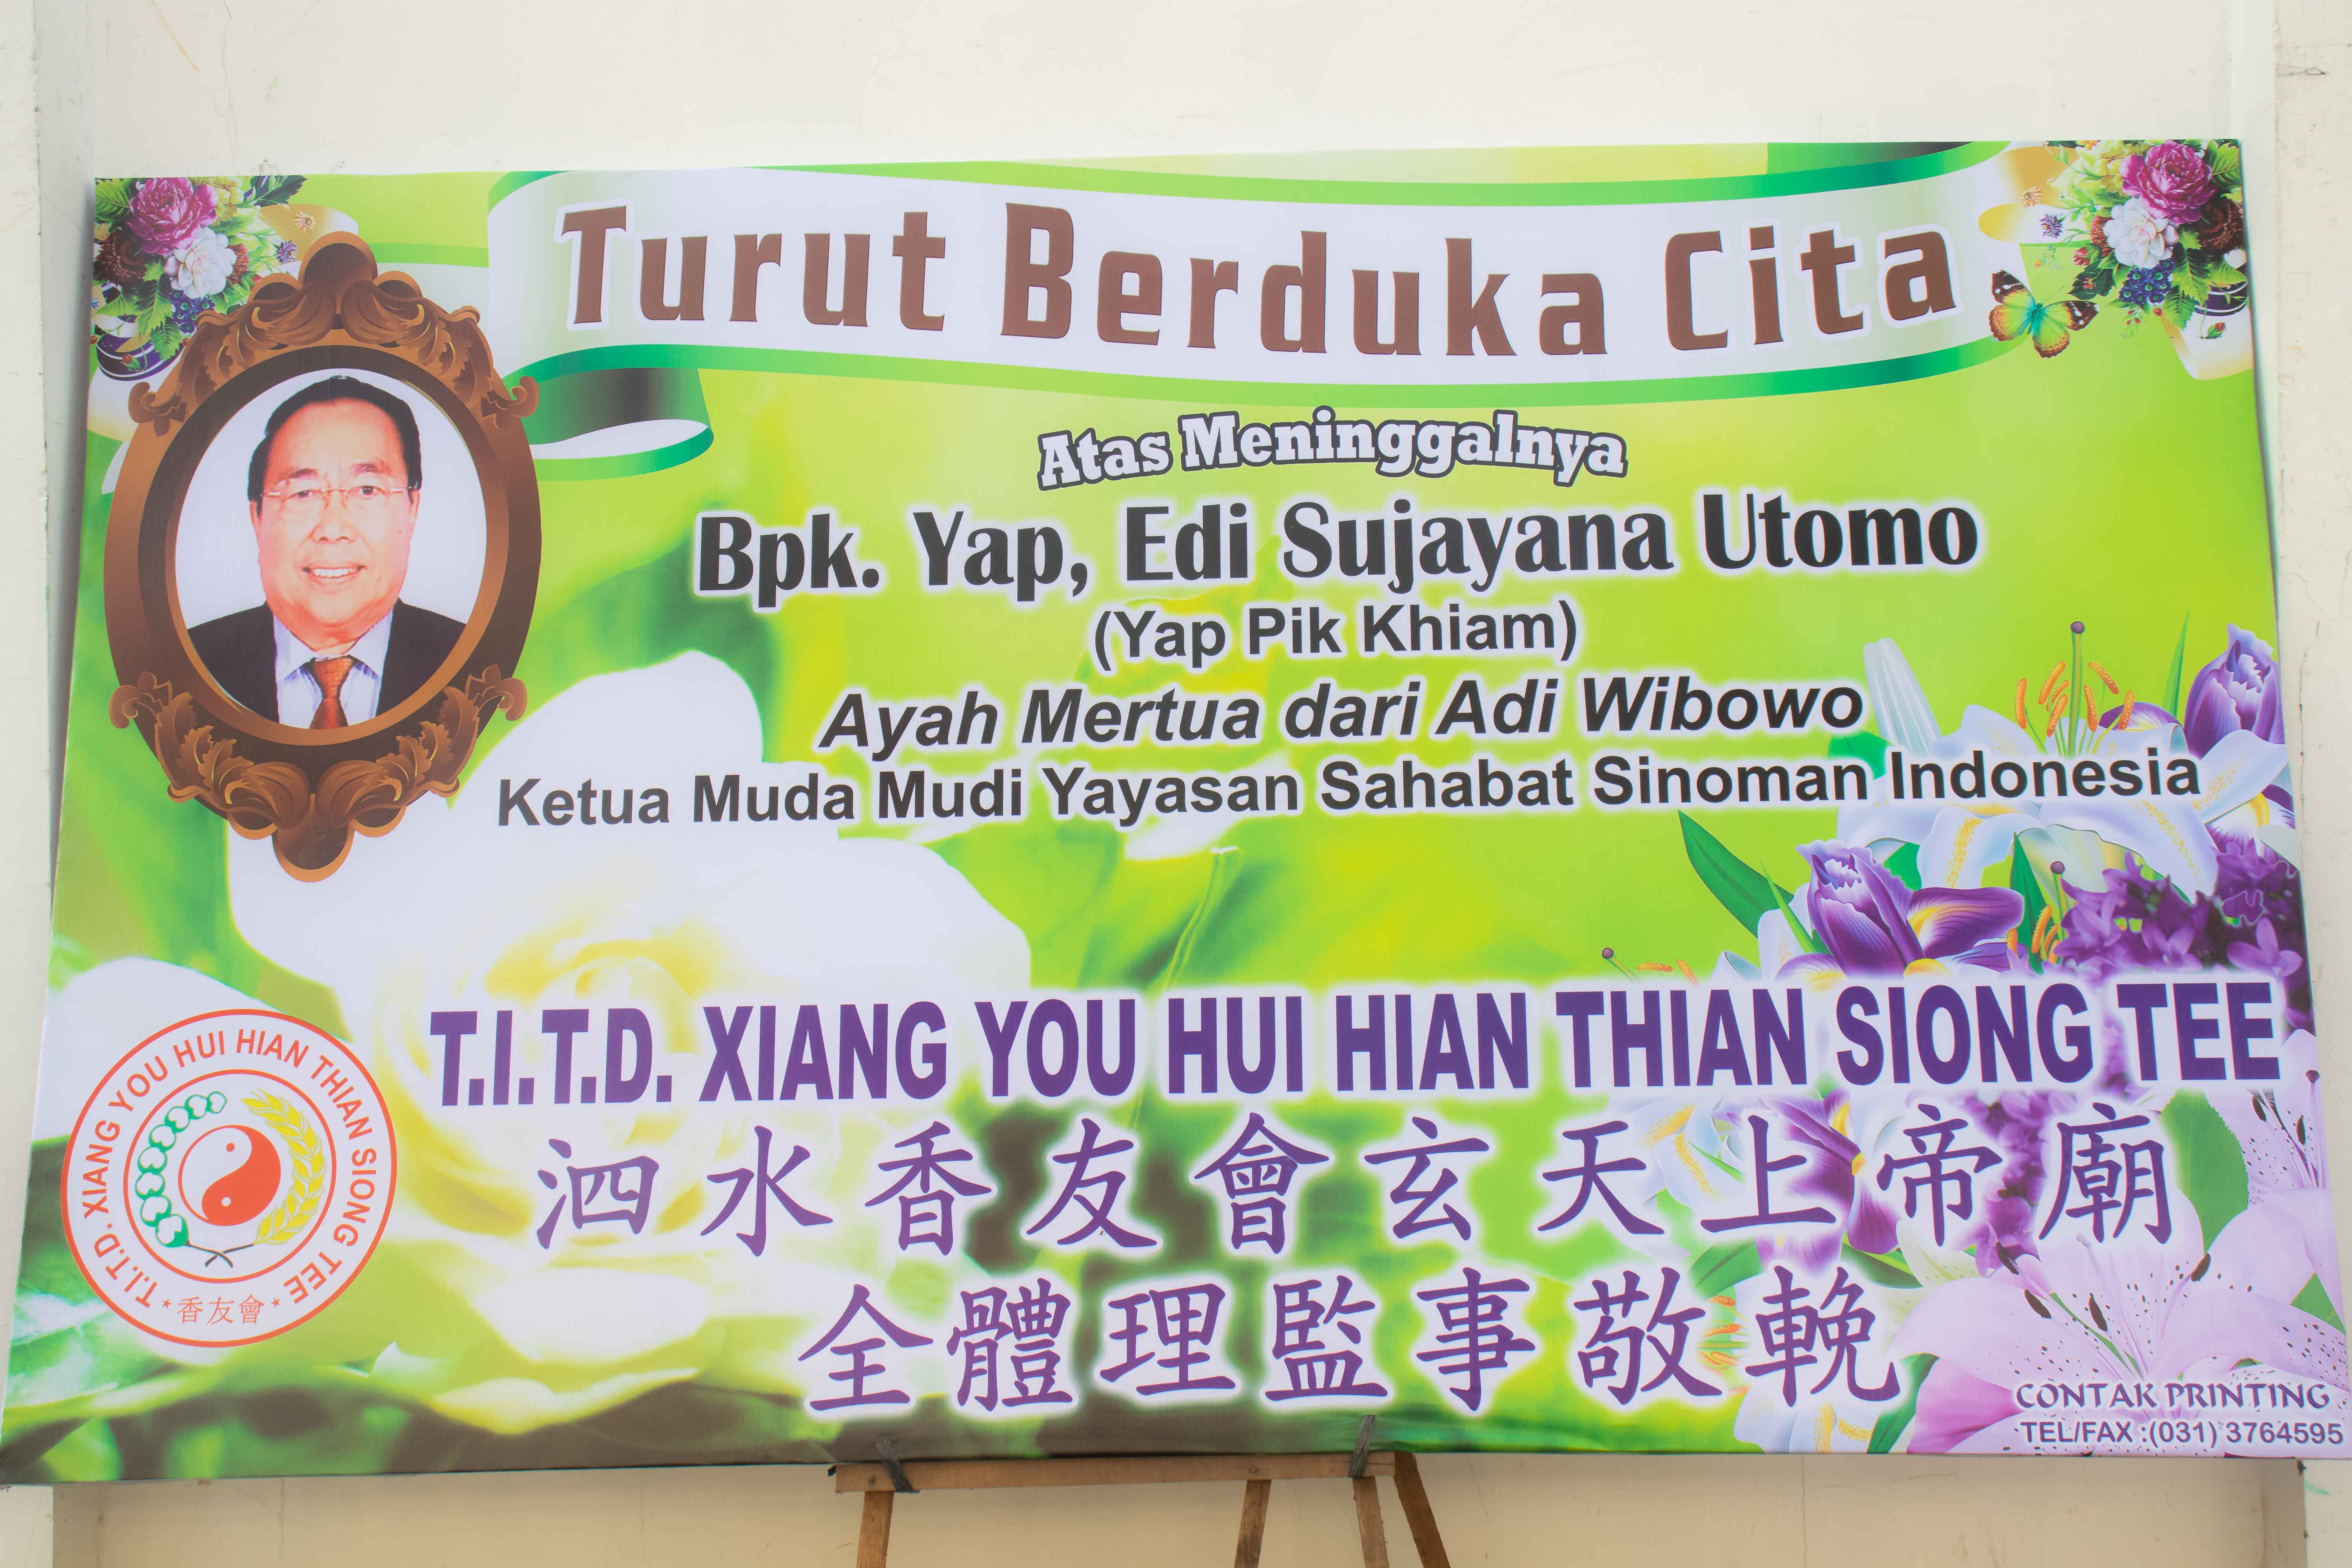 Turut Berduka Cita
Atas Meninggalnya
Bpk. Yap, Edi Sujayana Utomo
(Yap Pik Khiam)
Ayah Mertua dari Adi Wibowo
Ketua Muda Mudi Yayasan Sahabat Sinoman Indonesia
T.I.T.D. XIANG YOU HUI HIAN THIAN SIONG TEE
泗水香友會玄天上帝廟
全體理監事敬輓
T.I.T.D. XIANG YOU HUI HIAN THIAN SIONG TEE
香友會
CONTAK PRINTING
TEL/FAX :(031) 3764595